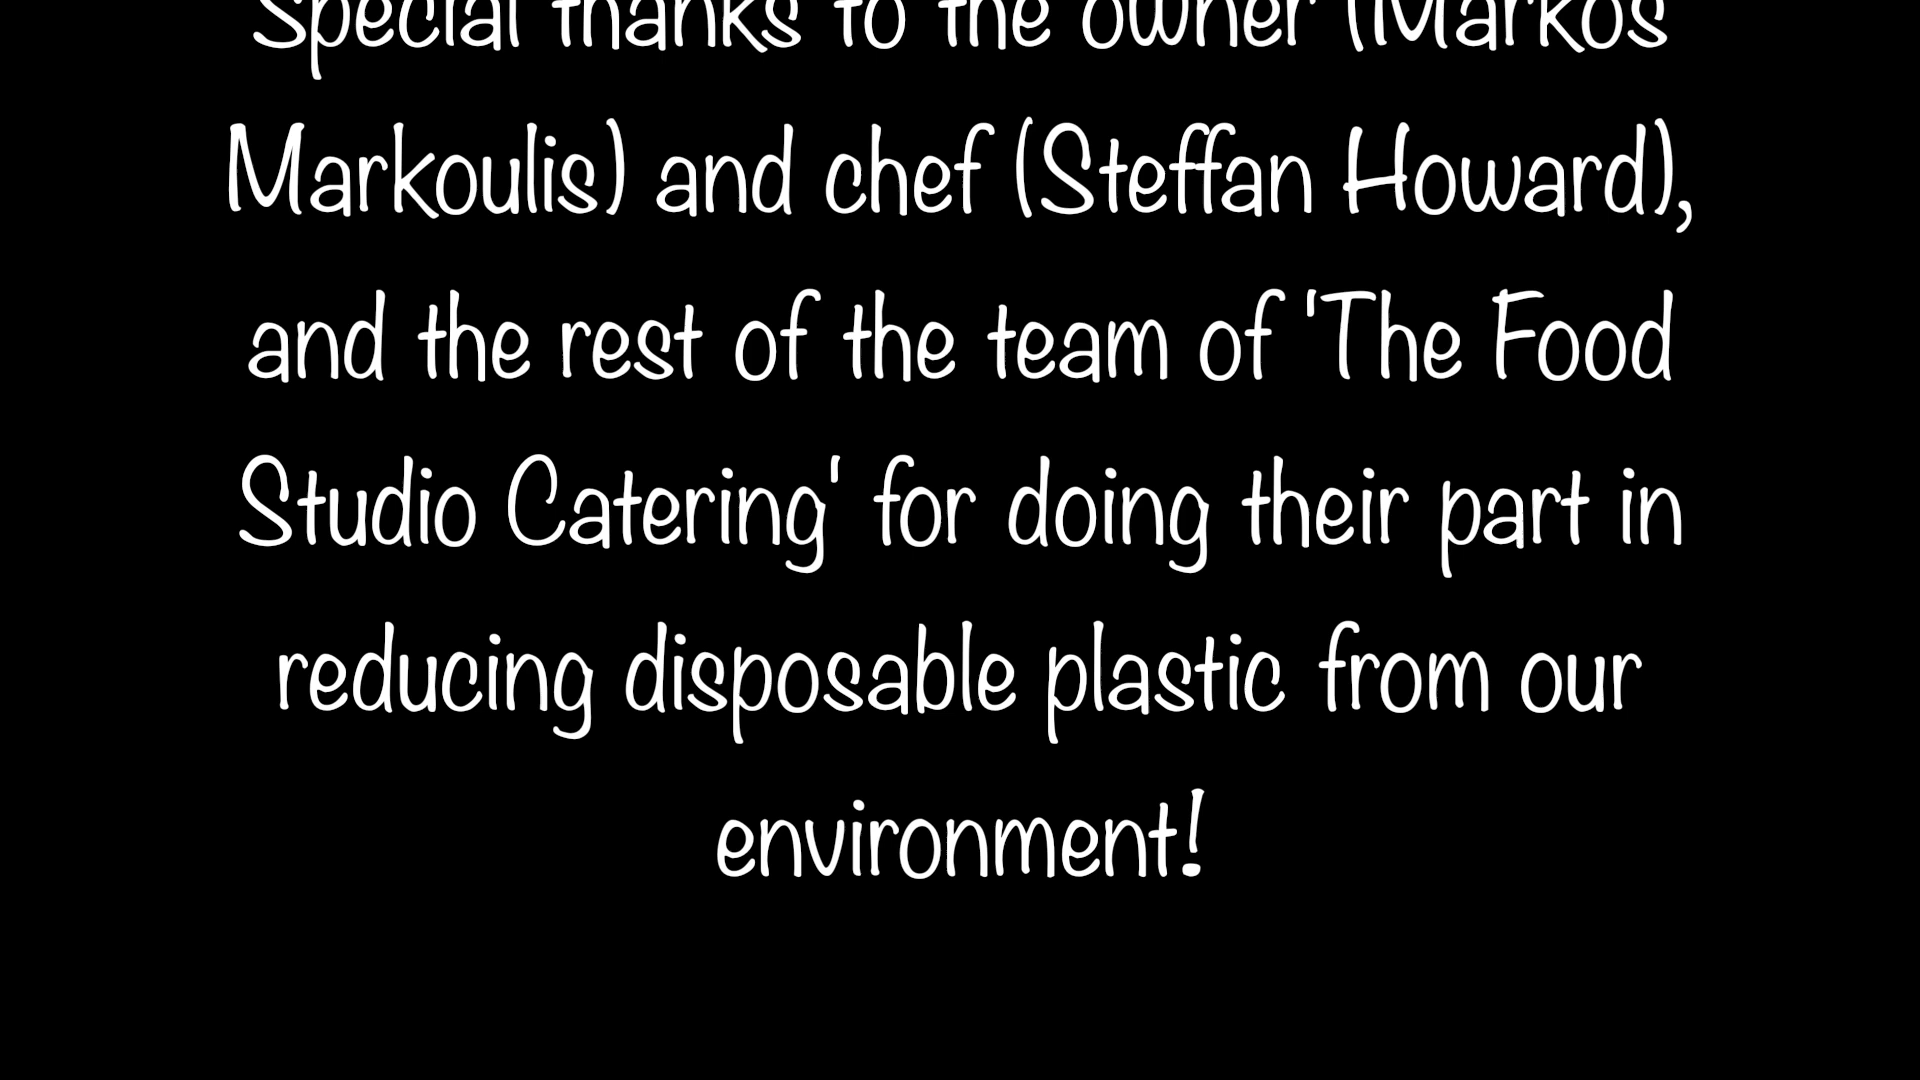 Special thanks to the owner (Markos
Markoulis) and chef (Steffan Howard),
and the rest of the team of 'The Food
Studio Catering' for doing their part in
reducing disposable plastic from our
environment!